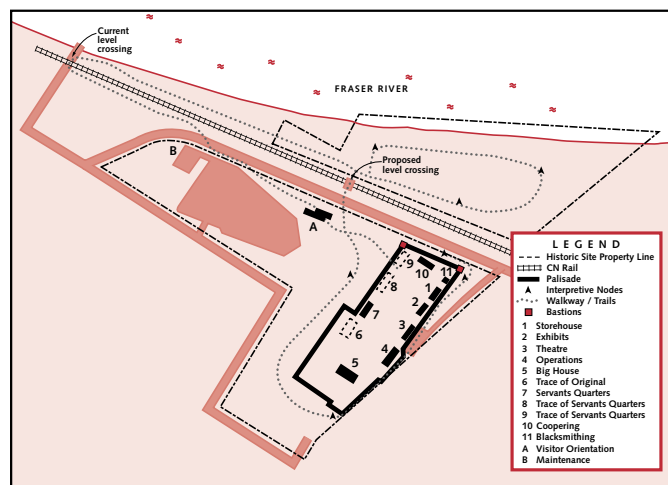 Current
level
crossing
FRASER RIVER
Proposed
level crossing
B
A
9
10
11
8
1
2
7
3
6
4
5
LEGEND
Historic Site Property Line
CN Rail
Palisade
Interpretive Nodes
Walkway / Trails
Bastions
1 Storehouse
2 Exhibits
3 Theatre
4 Operations
5 Big House
6 Trace of Original
7 Servants Quarters
8 Trace of Servants Quarters
9 Trace of Servants Quarters
10 Coopering
11 Blacksmithing
A Visitor Orientation
B Maintenance